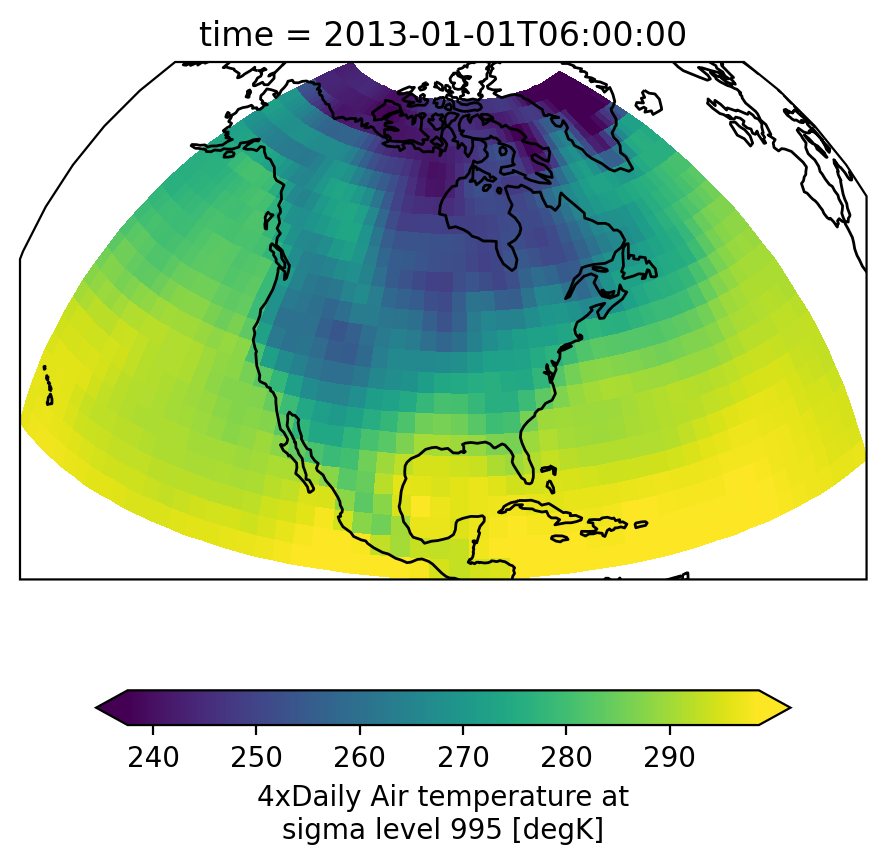 time = 2013-01-01T06:00:00
240 250 260 270 280 290
4xDaily Air temperature at
sigma level 995 [degK]